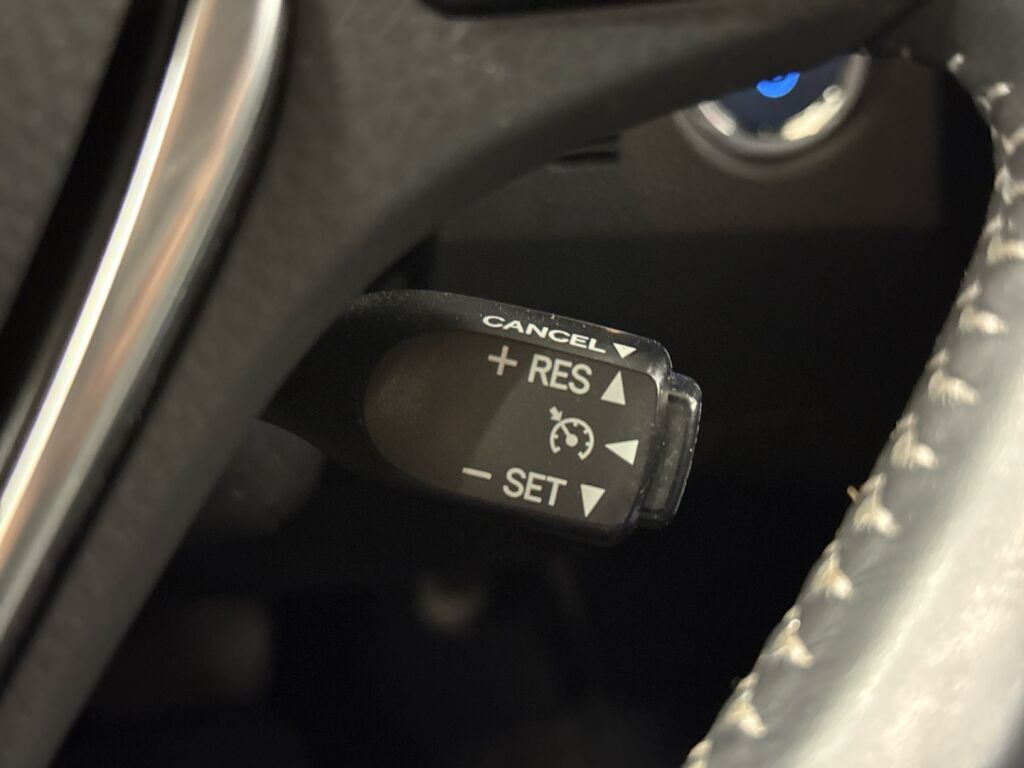 CANCEL ▼
+ RES ▲
◀
− SET ▼